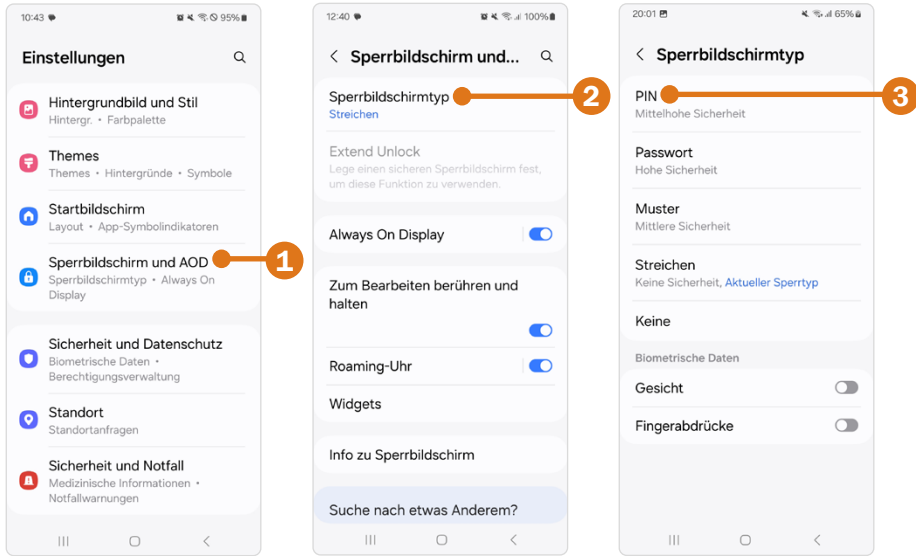 10:43
95%
Einstellungen
Hintergrundbild und Stil
Hintergr. • Farbpalette
Themes
Themes • Hintergründe • Symbole
Startbildschirm
Layout • App-Symbolindikatoren
Sperrbildschirm und AOD
1
Sperrbildschirmtyp • Always On
Display
Sicherheit und Datenschutz
Biometrische Daten •
Berechtigungsverwaltung
Standort
Standortanfragen
Sicherheit und Notfall
Medizinische Informationen •
Notfallwarnungen
12:40
100%
Sperrbildschirm und...
Sperrbildschirmtyp
2
Streichen
Extend Unlock
Lege einen sicheren Sperrbildschirm fest,
um diese Funktion zu verwenden.
Always On Display
Zum Bearbeiten berühren und
halten
Roaming-Uhr
Widgets
Info zu Sperrbildschirm
Suche nach etwas Anderem?
20:01
65%
Sperrbildschirmtyp
PIN
3
Mittelhohe Sicherheit
Passwort
Hohe Sicherheit
Muster
Mittlere Sicherheit
Streichen
Keine Sicherheit, Aktueller Sperrtyp
Keine
Biometrische Daten
Gesicht
Fingerabdrücke